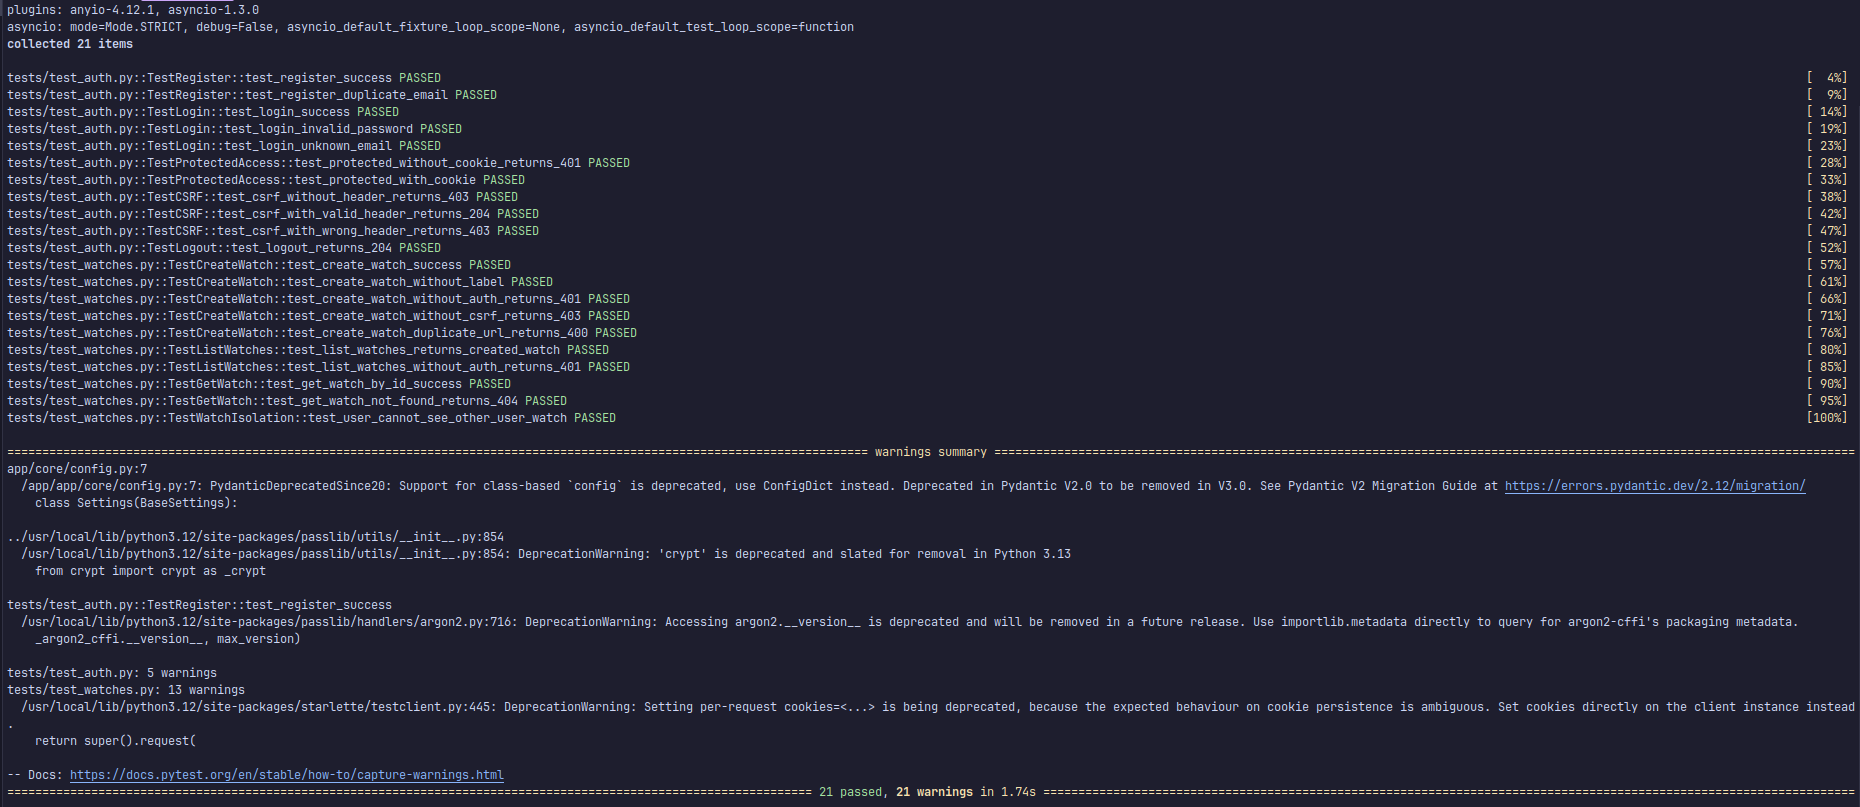 plugins: anyio-4.12.1, asyncio-1.3.0
asyncio: mode=Mode.STRICT, debug=False, asyncio_default_fixture_loop_scope=None, asyncio_default_test_loop_scope=function
collected 21 items
tests/test_auth.py::TestRegister::test_register_success PASSED [  4%]
tests/test_auth.py::TestRegister::test_register_duplicate_email PASSED [  9%]
tests/test_auth.py::TestLogin::test_login_success PASSED [ 14%]
tests/test_auth.py::TestLogin::test_login_invalid_password PASSED [ 19%]
tests/test_auth.py::TestLogin::test_login_unknown_email PASSED [ 23%]
tests/test_auth.py::TestProtectedAccess::test_protected_without_cookie_returns_401 PASSED [ 28%]
tests/test_auth.py::TestProtectedAccess::test_protected_with_cookie PASSED [ 33%]
tests/test_auth.py::TestCSRF::test_csrf_without_header_returns_403 PASSED [ 38%]
tests/test_auth.py::TestCSRF::test_csrf_with_valid_header_returns_204 PASSED [ 42%]
tests/test_auth.py::TestCSRF::test_csrf_with_wrong_header_returns_403 PASSED [ 47%]
tests/test_auth.py::TestLogout::test_logout_returns_204 PASSED [ 52%]
tests/test_watches.py::TestCreateWatch::test_create_watch_success PASSED [ 57%]
tests/test_watches.py::TestCreateWatch::test_create_watch_without_label PASSED [ 61%]
tests/test_watches.py::TestCreateWatch::test_create_watch_without_auth_returns_401 PASSED [ 66%]
tests/test_watches.py::TestCreateWatch::test_create_watch_without_csrf_returns_403 PASSED [ 71%]
tests/test_watches.py::TestCreateWatch::test_create_watch_duplicate_url_returns_400 PASSED [ 76%]
tests/test_watches.py::TestListWatches::test_list_watches_returns_created_watch PASSED [ 80%]
tests/test_watches.py::TestListWatches::test_list_watches_without_auth_returns_401 PASSED [ 85%]
tests/test_watches.py::TestGetWatch::test_get_watch_by_id_success PASSED [ 90%]
tests/test_watches.py::TestGetWatch::test_get_watch_not_found_returns_404 PASSED [ 95%]
tests/test_watches.py::TestWatchIsolation::test_user_cannot_see_other_user_watch PASSED [100%]
=========================================================================================================================== warnings summary ===========================================================================================================================
app/core/config.py:7
  /app/app/core/config.py:7: PydanticDeprecatedSince20: Support for class-based `config` is deprecated, use ConfigDict instead. Deprecated in Pydantic V2.0 to be removed in V3.0. See Pydantic V2 Migration Guide at https://errors.pydantic.dev/2.12/migration/
    class Settings(BaseSettings):
../usr/local/lib/python3.12/site-packages/passlib/utils/__init__.py:854
  /usr/local/lib/python3.12/site-packages/passlib/utils/__init__.py:854: DeprecationWarning: 'crypt' is deprecated and slated for removal in Python 3.13
    from crypt import crypt as _crypt
tests/test_auth.py::TestRegister::test_register_success
  /usr/local/lib/python3.12/site-packages/passlib/handlers/argon2.py:716: DeprecationWarning: Accessing argon2.__version__ is deprecated and will be removed in a future release. Use importlib.metadata directly to query for argon2-cffi's packaging metadata.
    _argon2_cffi.__version__, max_version)
tests/test_auth.py: 5 warnings
tests/test_watches.py: 13 warnings
  /usr/local/lib/python3.12/site-packages/starlette/testclient.py:445: DeprecationWarning: Setting per-request cookies=<...> is being deprecated, because the expected behaviour on cookie persistence is ambiguous. Set cookies directly on the client instance instead
.
    return super().request(
-- Docs: https://docs.pytest.org/en/stable/how-to/capture-warnings.html
=================================================================================================================== 21 passed, 21 warnings in 1.74s ====================================================================================================================